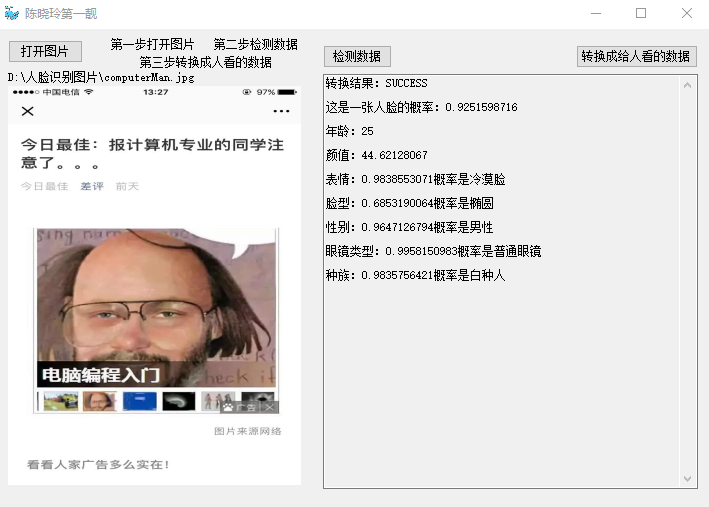 陈晓玲第一靓
打开图片
第一步打开图片 第二步检测数据
第三步转换成人看的数据
D:\人脸识别图片\computerMan.jpg
中国电信 13:27 97%
今日最佳：报计算机专业的同学注
意了。。。
今日最佳 差评 前天
电脑编程入门
check if
广告
图片来源网络
看看人家广告多么实在！
检测数据
转换成给人看的数据
转换结果：SUCCESS
这是一张人脸的概率：0.9251598716
年龄：25
颜值：44.62128067
表情：0.9838553071概率是冷漠脸
脸型：0.6853190064概率是椭圆
性别：0.9647126794概率是男性
眼镜类型：0.9958150983概率是普通眼镜
种族：0.9835756421概率是白种人